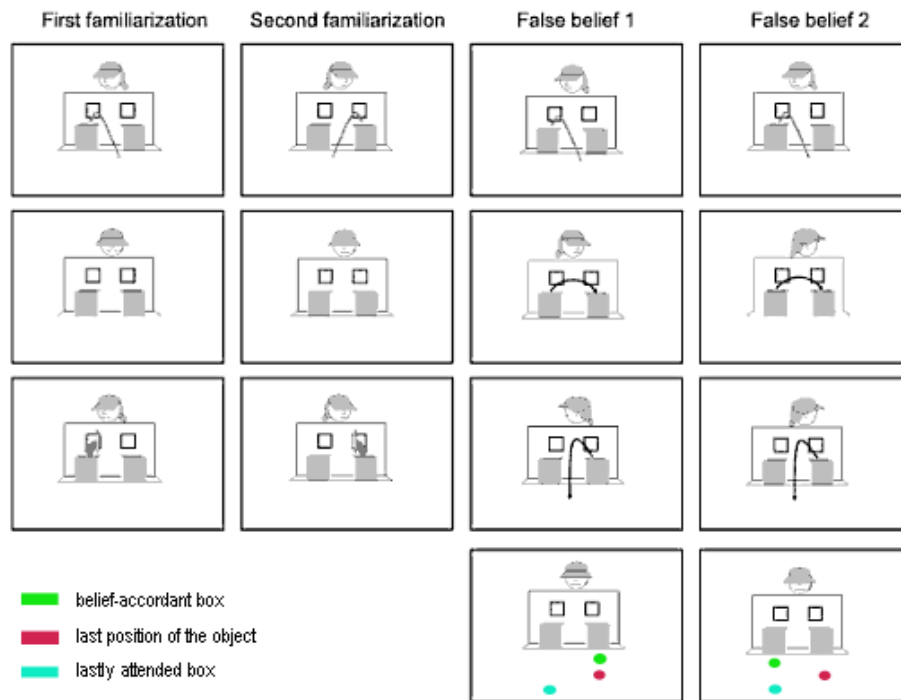 First familiarization
Second familiarization
False belief 1
False belief 2
belief-accordant box
last position of the object
lastly attended box